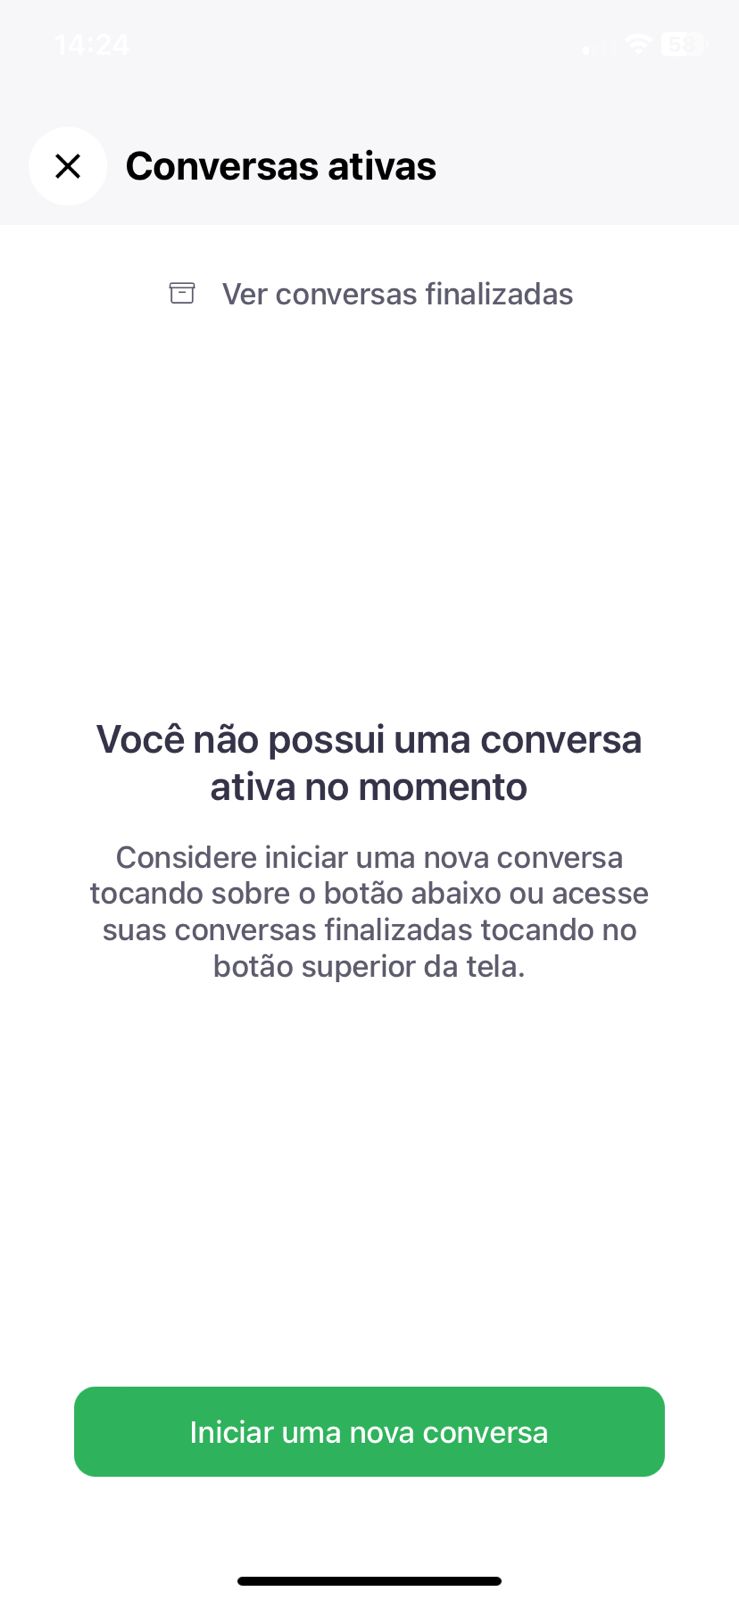 14:24
58
Conversas ativas
Ver conversas finalizadas
Você não possui uma conversa
ativa no momento
Considere iniciar uma nova conversa
tocando sobre o botão abaixo ou acesse
suas conversas finalizadas tocando no
botão superior da tela.
Iniciar uma nova conversa